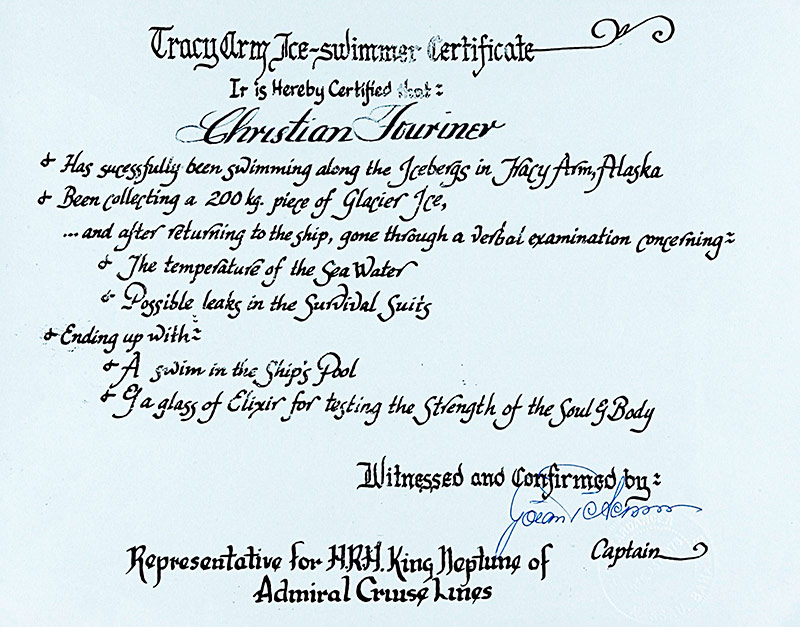 Tracy Arm Ice-swimmer Certificate
It is Hereby Certified that:
Christian Touriner
Has sucessfully been swimming along the Icebergs in Tracy Arm, Alaska
Been collecting a 200 kg. piece of Glacier Ice,
...and after returning to the ship, gone through a verbal examination concerning:
The temperature of the Sea Water
Possible leaks in the Survival Suits
Ending up with:
A swim in the Ship's Pool
& a glass of Elixir for testing the Strength of the Soul & Body
Witnessed and Confirmed by:
Captain
Representative for H.R.H. King Neptune of
Admiral Cruise Lines